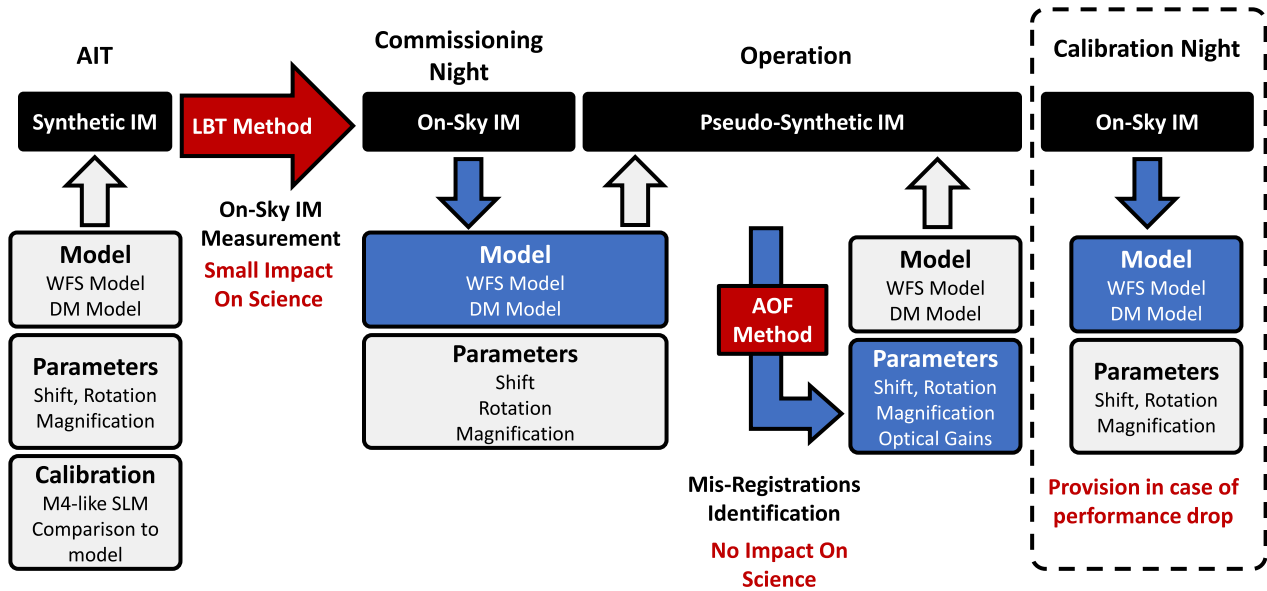 AIT
Synthetic IM
Model
WFS Model
DM Model
Parameters
Shift, Rotation
Magnification
Calibration
M4-like SLM
Comparison to
model
LBT Method
On-Sky IM
Measurement
Small Impact
On Science
Commissioning
Night
On-Sky IM
Model
WFS Model
DM Model
Parameters
Shift
Rotation
Magnification
Operation
Pseudo-Synthetic IM
AOF
Method
Mis-Registrations
Identification
No Impact On
Science
Model
WFS Model
DM Model
Parameters
Shift, Rotation
Magnification
Optical Gains
Calibration Night
On-Sky IM
Model
WFS Model
DM Model
Parameters
Shift, Rotation
Magnification
Provision in case of
performance drop